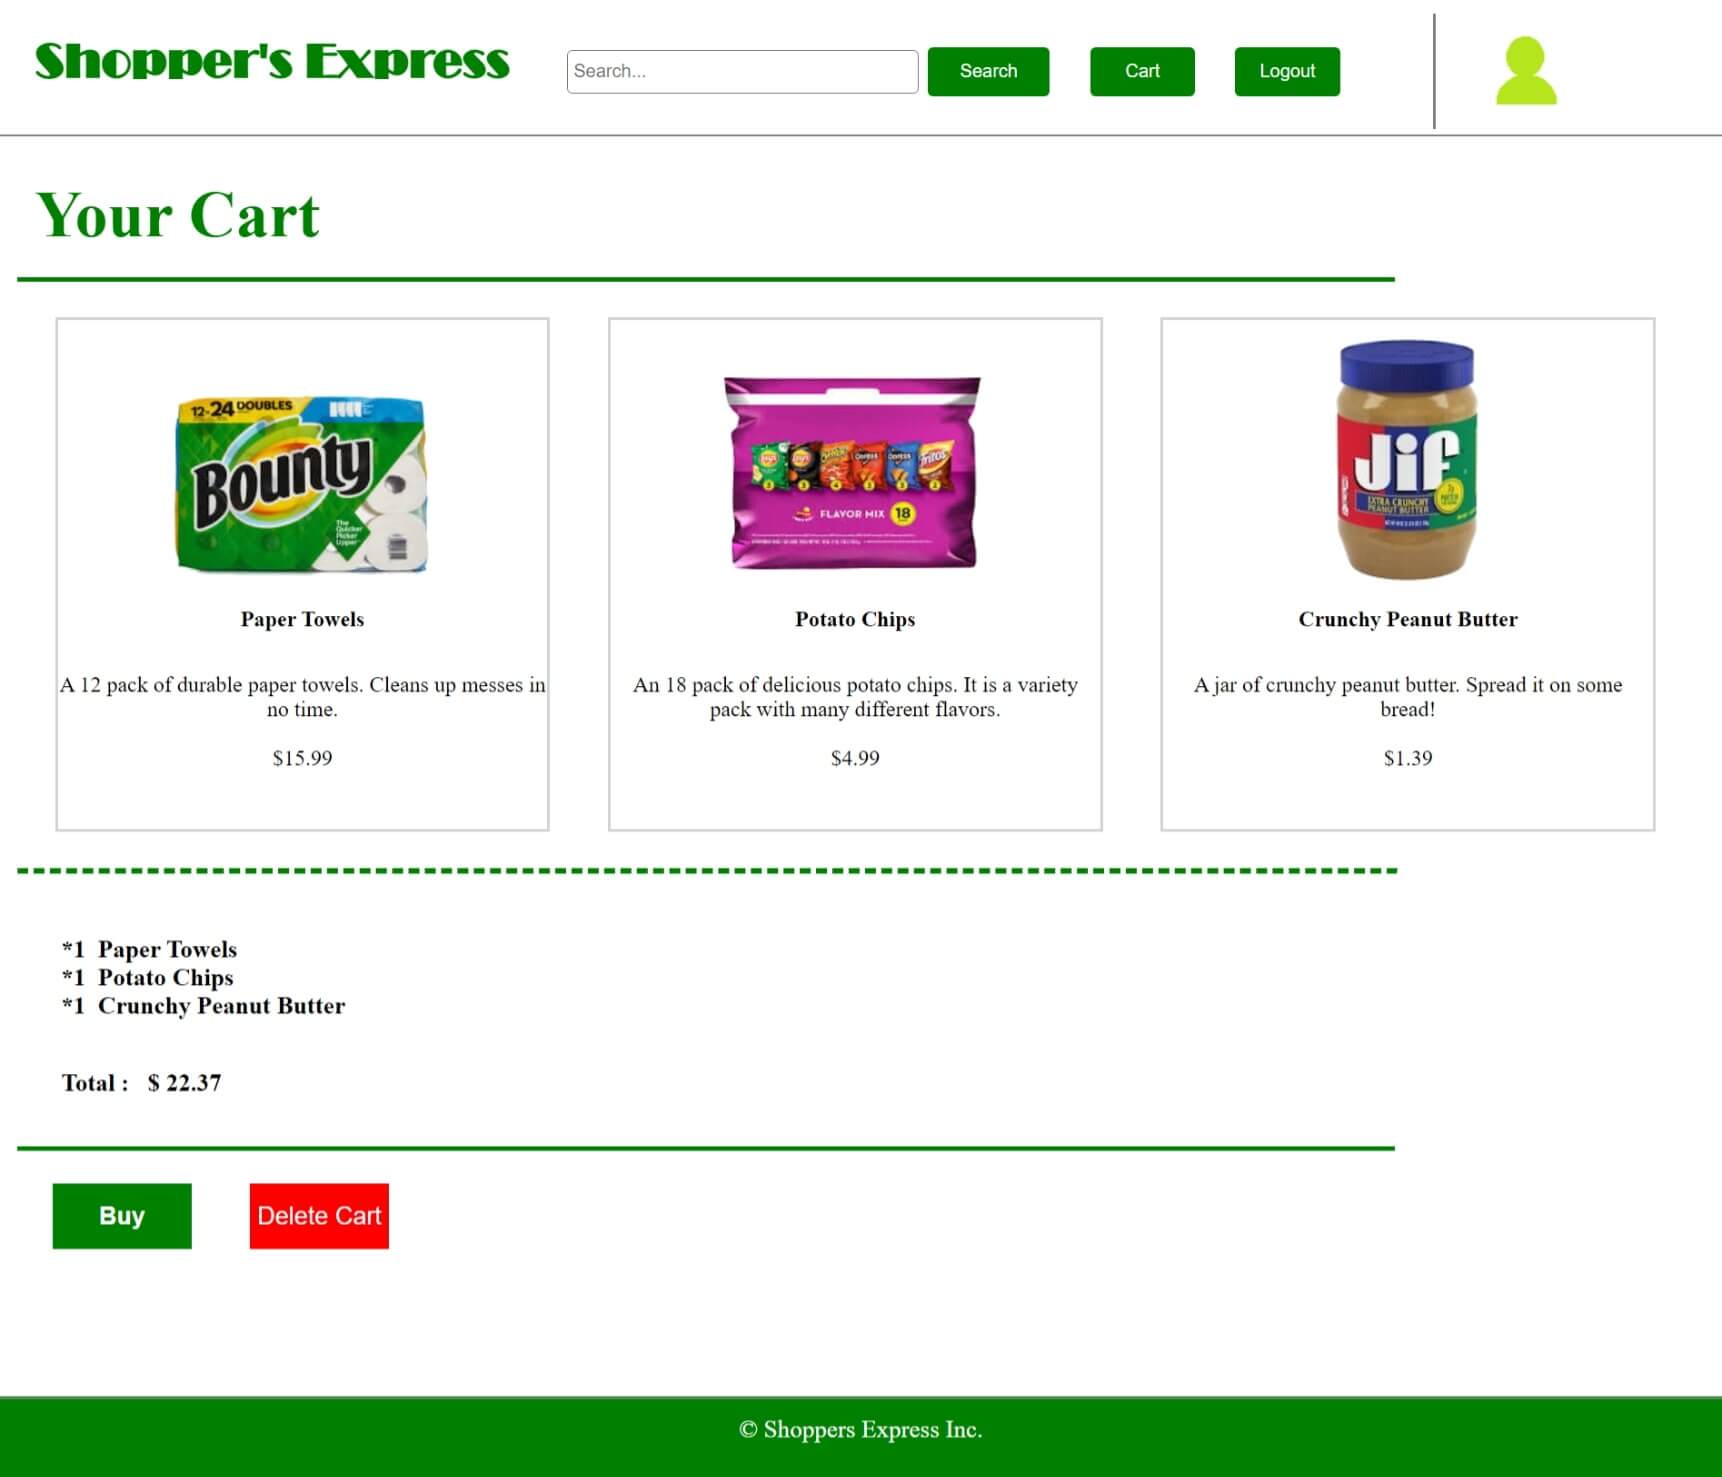 Shopper's Express
Search...
Search
Cart
Logout
Your Cart
12=24 DOUBLES
Bounty
The
Quicker
Picker
Upper
FLAVOR MIX 18
Jif
EXTRA CRUNCHY
PEANUT BUTTER
Paper Towels
A 12 pack of durable paper towels. Cleans up messes in
no time.
$15.99
Potato Chips
An 18 pack of delicious potato chips. It is a variety
pack with many different flavors.
$4.99
Crunchy Peanut Butter
A jar of crunchy peanut butter. Spread it on some
bread!
$1.39
*1 Paper Towels
*1 Potato Chips
*1 Crunchy Peanut Butter
Total : $ 22.37
Buy
Delete Cart
© Shoppers Express Inc.